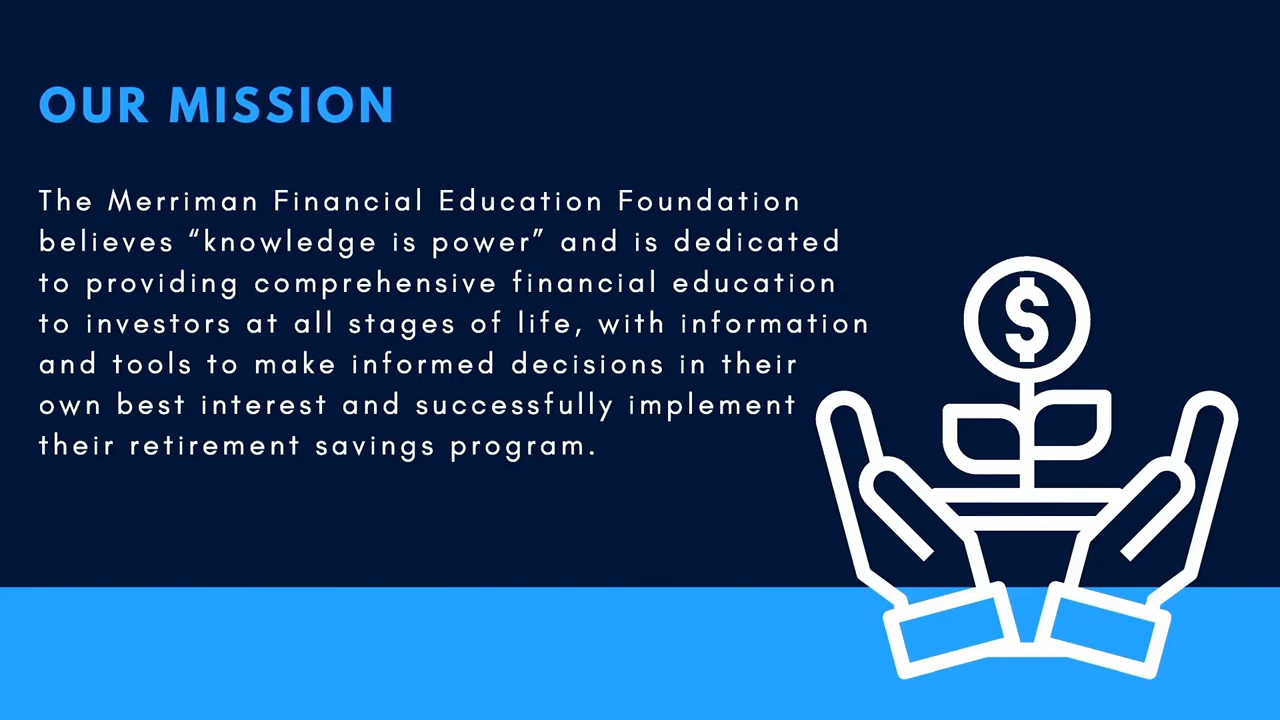 OUR MISSION
The Merriman Financial Education Foundation
believes “knowledge is power” and is dedicated
to providing comprehensive financial education
to investors at all stages of life, with information
and tools to make informed decisions in their
own best interest and successfully implement
their retirement savings program.
$